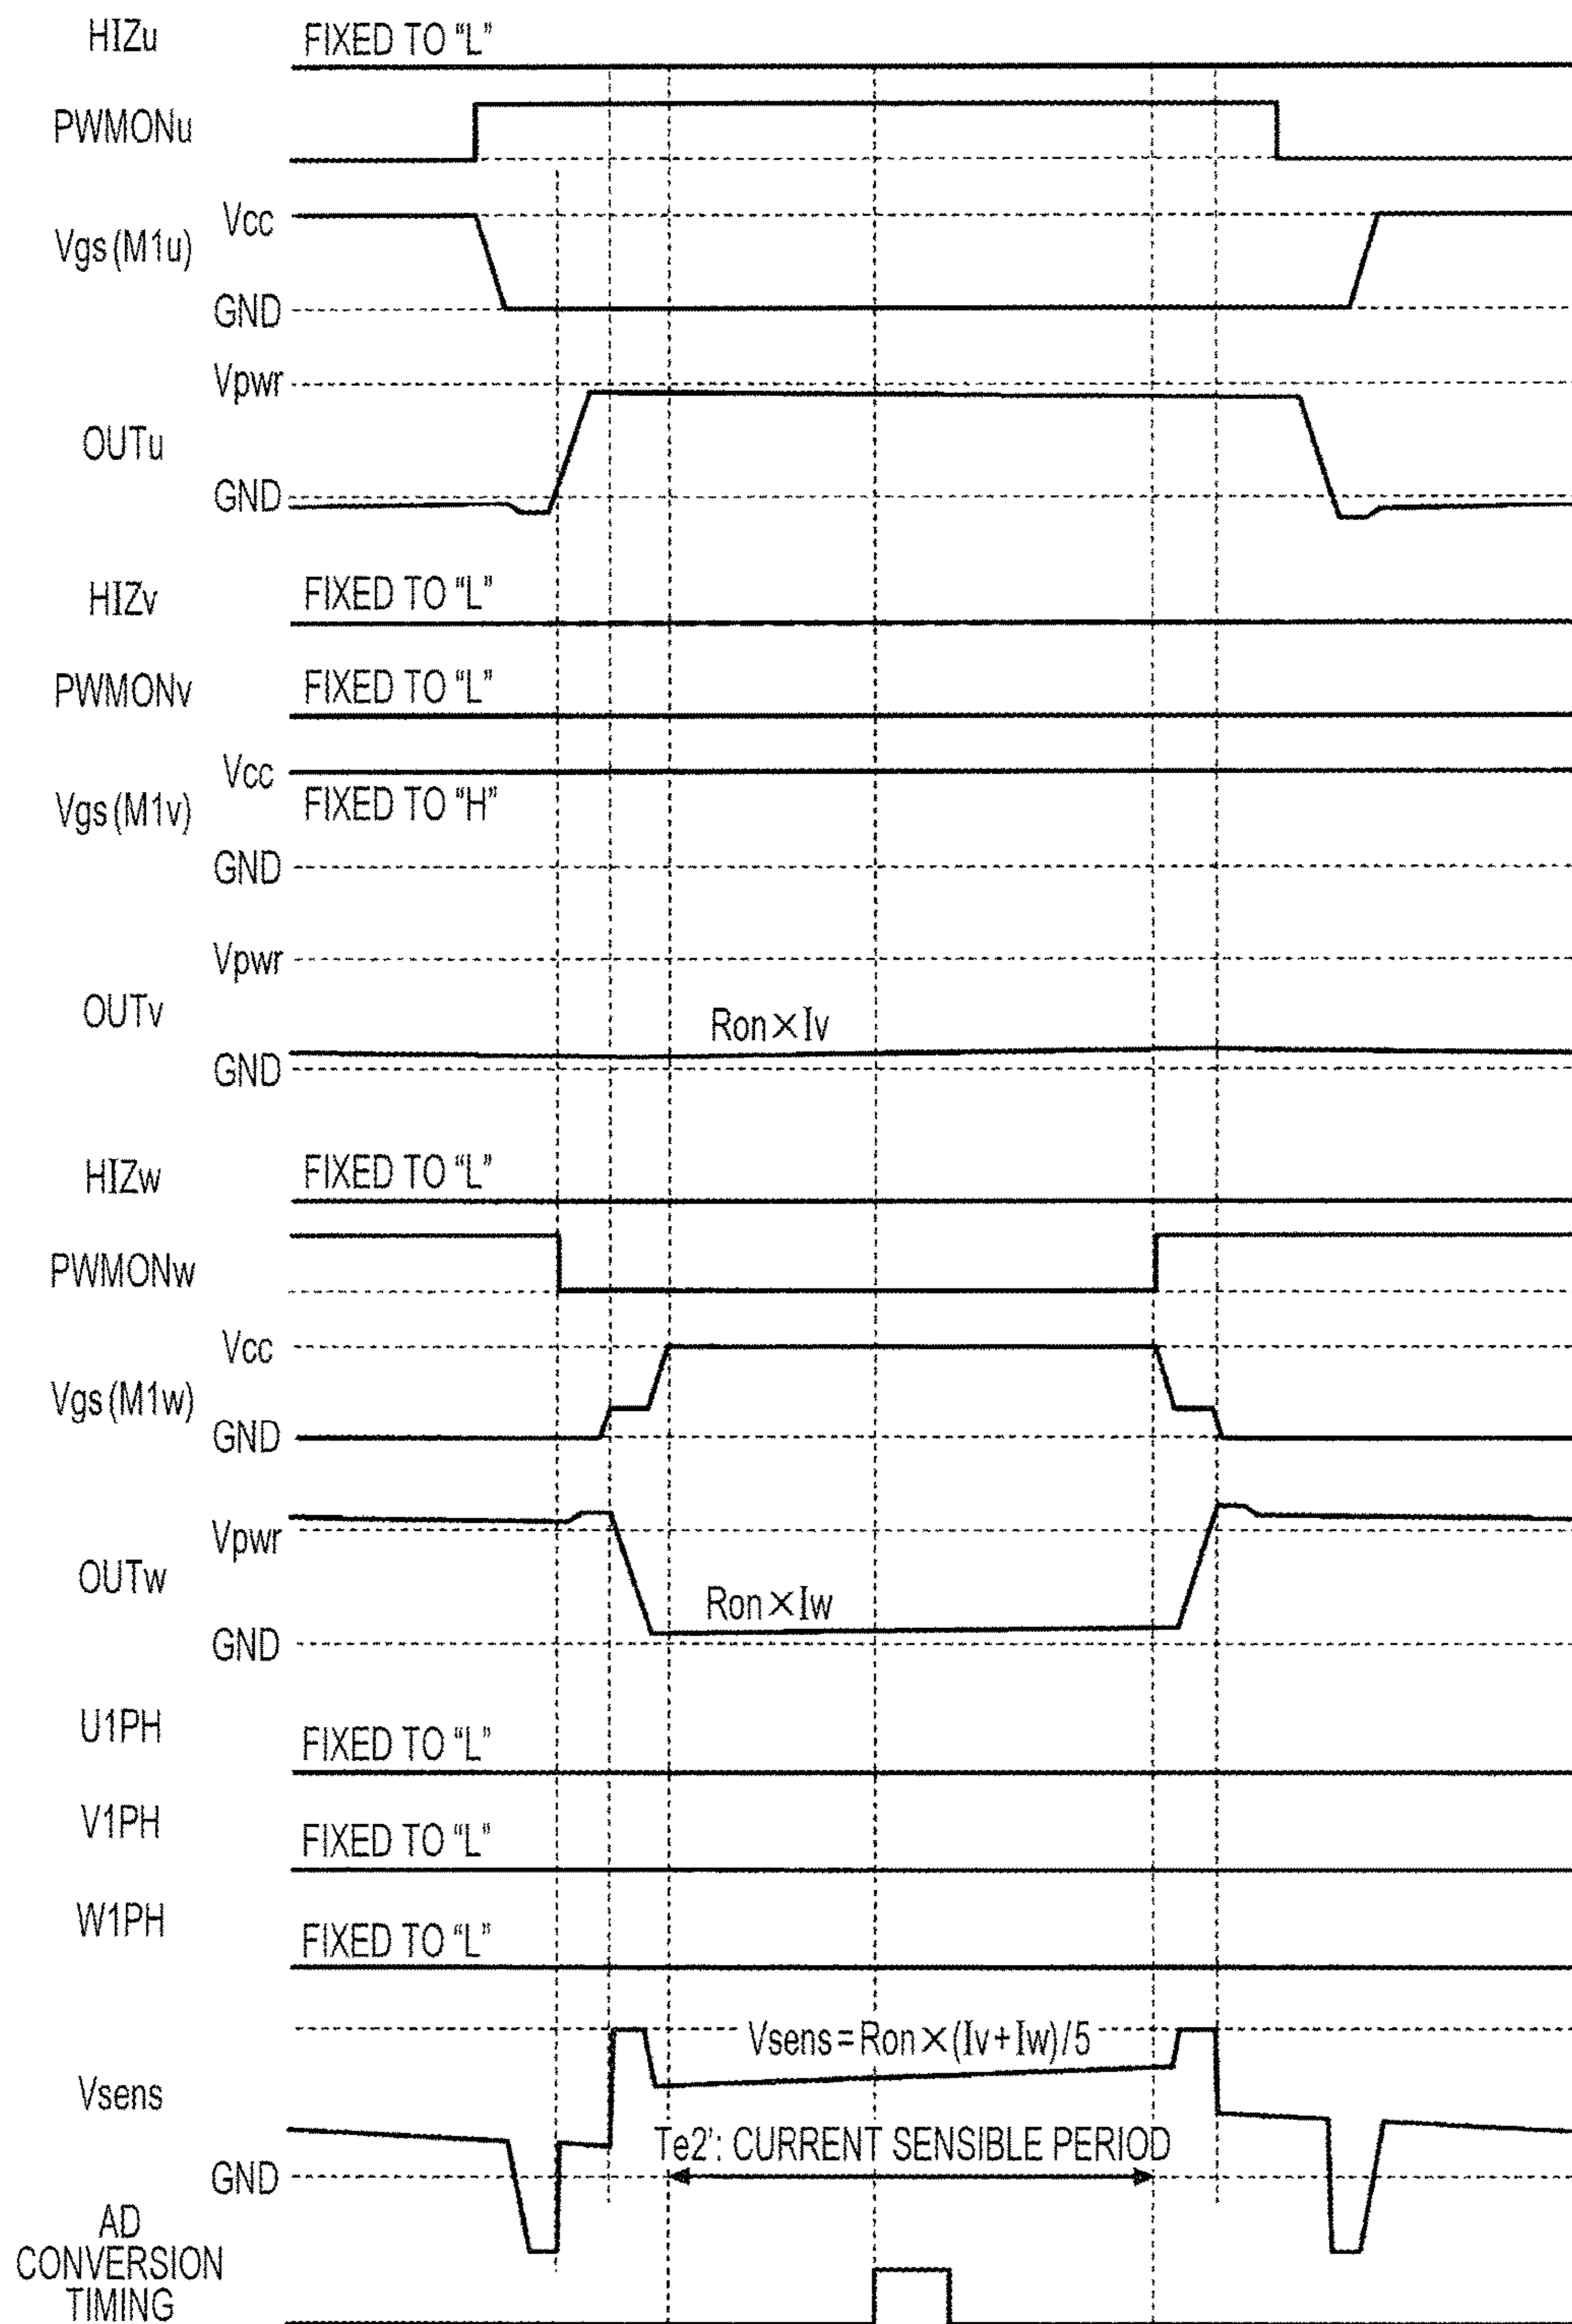 HIZu
FIXED TO “L”
PWMONu
Vcc
Vgs(M1u)
GND
Vpwr
OUTu
GND
HIZv
FIXED TO “L”
PWMONv
FIXED TO “L”
Vcc
Vgs(M1v)
FIXED TO “H”
GND
Vpwr
OUTv
Ron×Iv
GND
HIZw
FIXED TO “L”
PWMONw
Vcc
Vgs(M1w)
GND
Vpwr
OUTw
Ron×Iw
GND
U1PH
FIXED TO “L”
V1PH
FIXED TO “L”
W1PH
FIXED TO “L”
Vsens=Ron×(Iv+Iw)/5
Vsens
Te2’: CURRENT SENSIBLE PERIOD
GND
AD
CONVERSION
TIMING